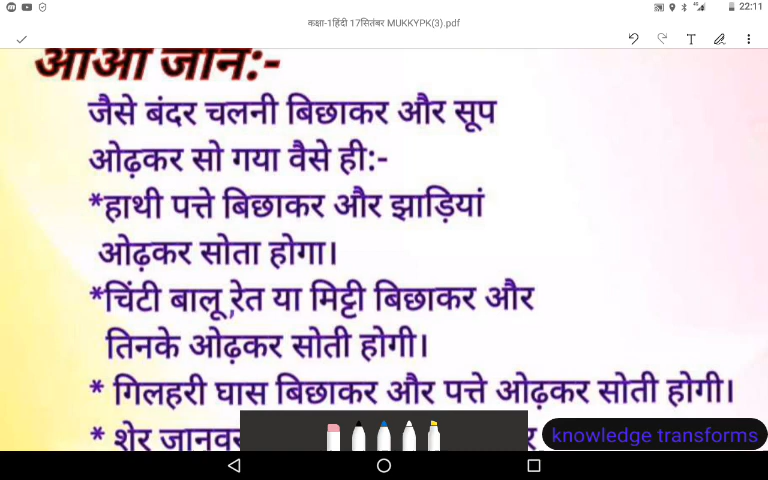 22:11
कक्षा-1हिंदी 17सितंबर MUKKYPK(3).pdf
आओ जाने:-
जैसे बंदर चलनी बिछाकर और सूप
ओढ़कर सो गया वैसे ही:-
*हाथी पत्ते बिछाकर और झाड़ियां
ओढ़कर सोता होगा।
*चिंटी बालू,रेत या मिट्टी बिछाकर और
तिनके ओढ़कर सोती होगी।
* गिलहरी घास बिछाकर और पत्ते ओढ़कर सोती होगी।
* शेर
knowledge transforms